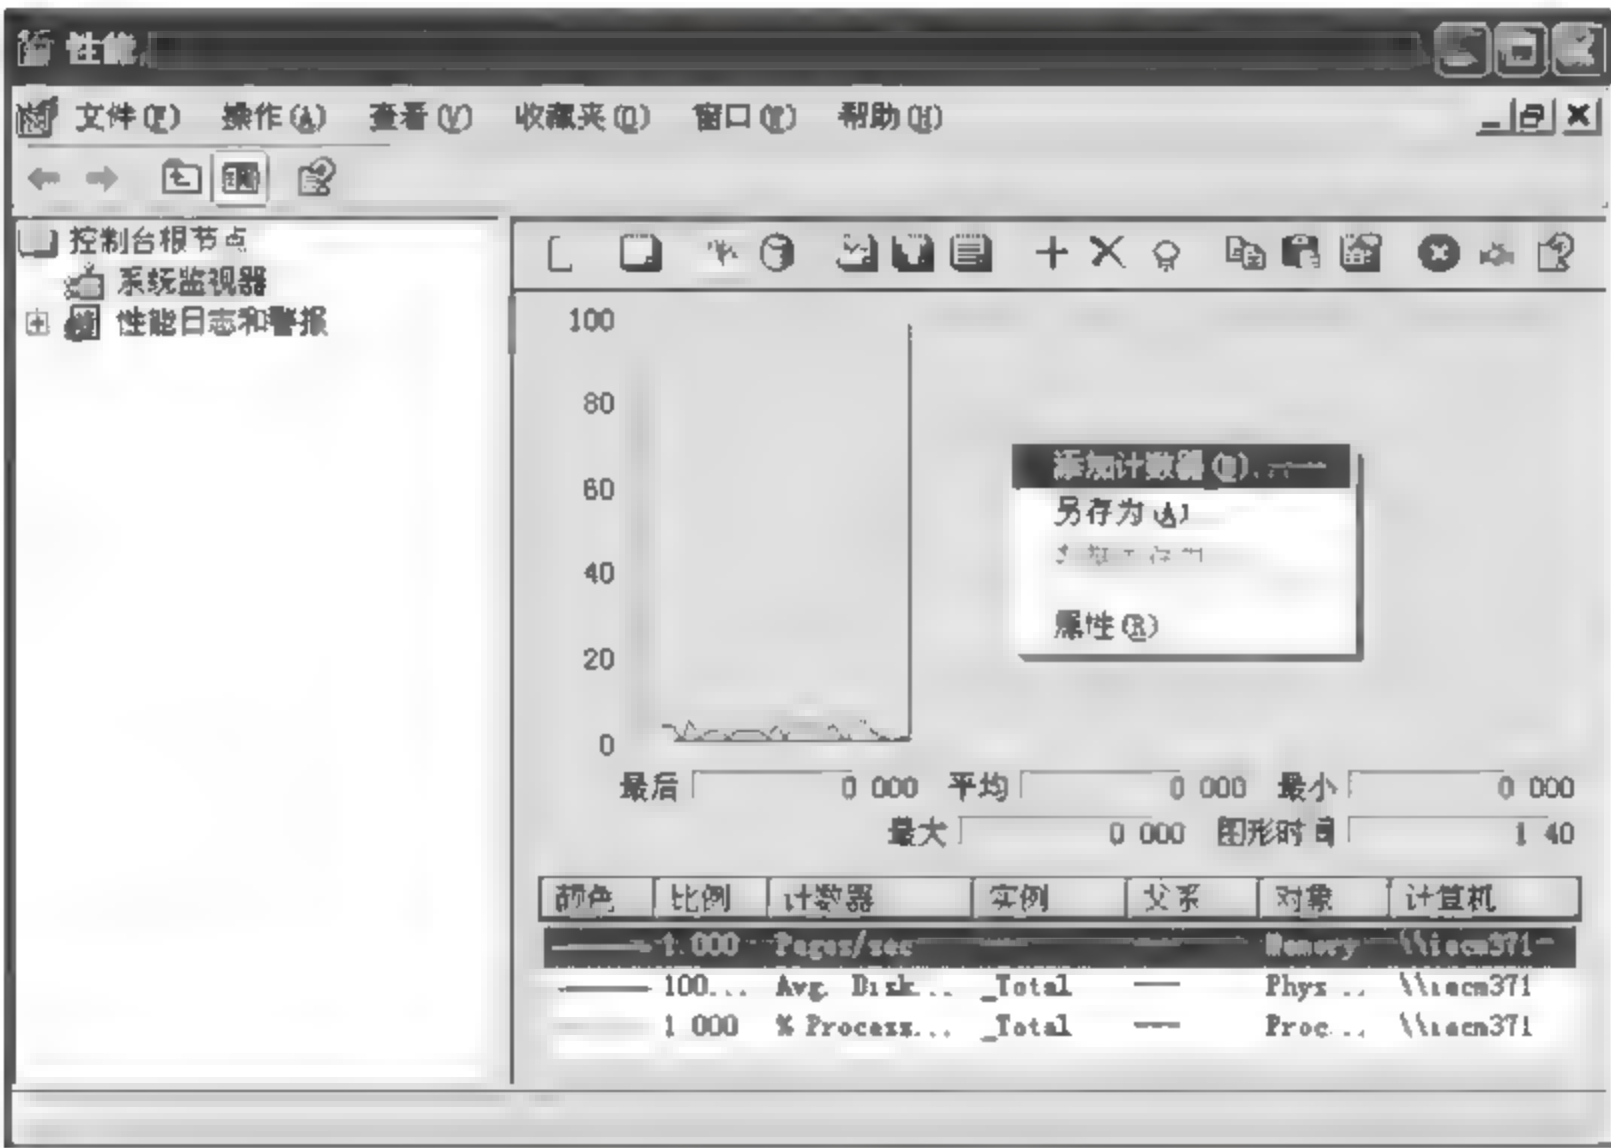 性能
文件(F) 操作(A) 查看(V) 收藏夹(O) 窗口(W) 帮助(H)
控制台根节点
系统监视器
性能日志和警报
100
80
60
40
20
0
添加计数器
另存为(A)
属性(R)
最后 0 000 平均 0 000 最小 0 000
最大 0 000 图形时间 1 40
颜色 比例 计数器 实例 父系 对象 计算机
1.000 Pages/sec Memory
100... Avg. Disk... _Total Phys ..
1 000 % Process... _Total Proc...